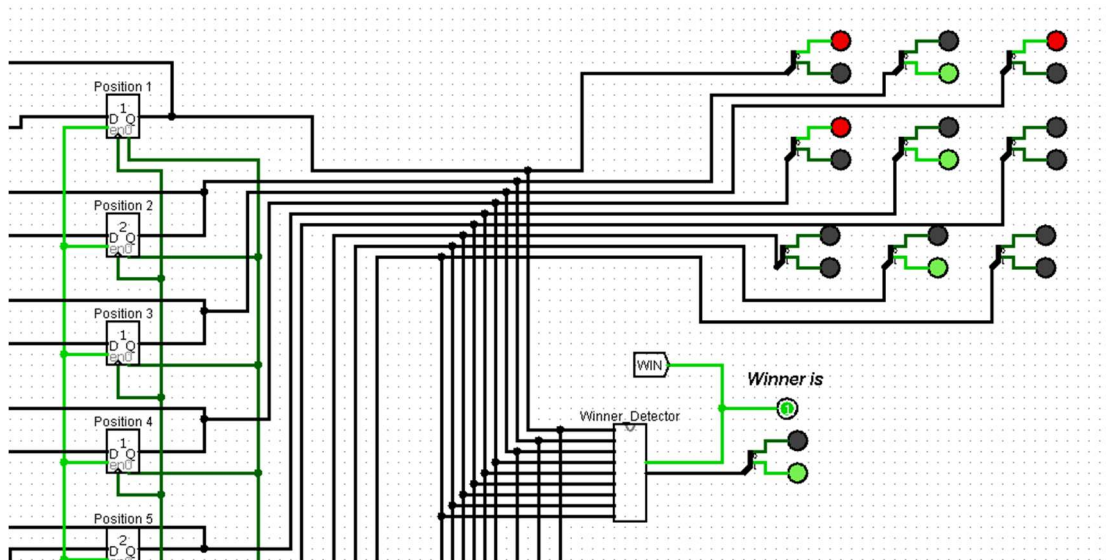 Position 1
1
D Q
en0
Position 2
2
D Q
en0
Position 3
1
D Q
en0
Position 4
1
D Q
en0
Position 5
2
D Q
WIN
Winner is
1
Winner_Detector